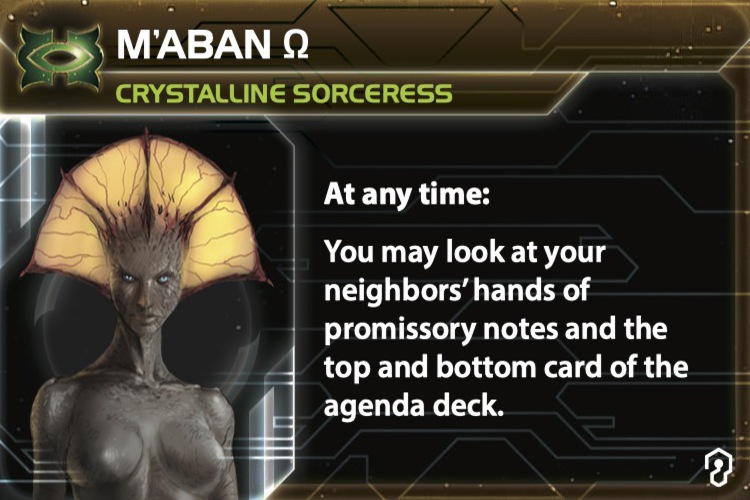 M'ABAN Ω
CRYSTALLINE SORCERESS
At any time:
You may look at your
neighbors' hands of
promissory notes and the
top and bottom card of the
agenda deck.